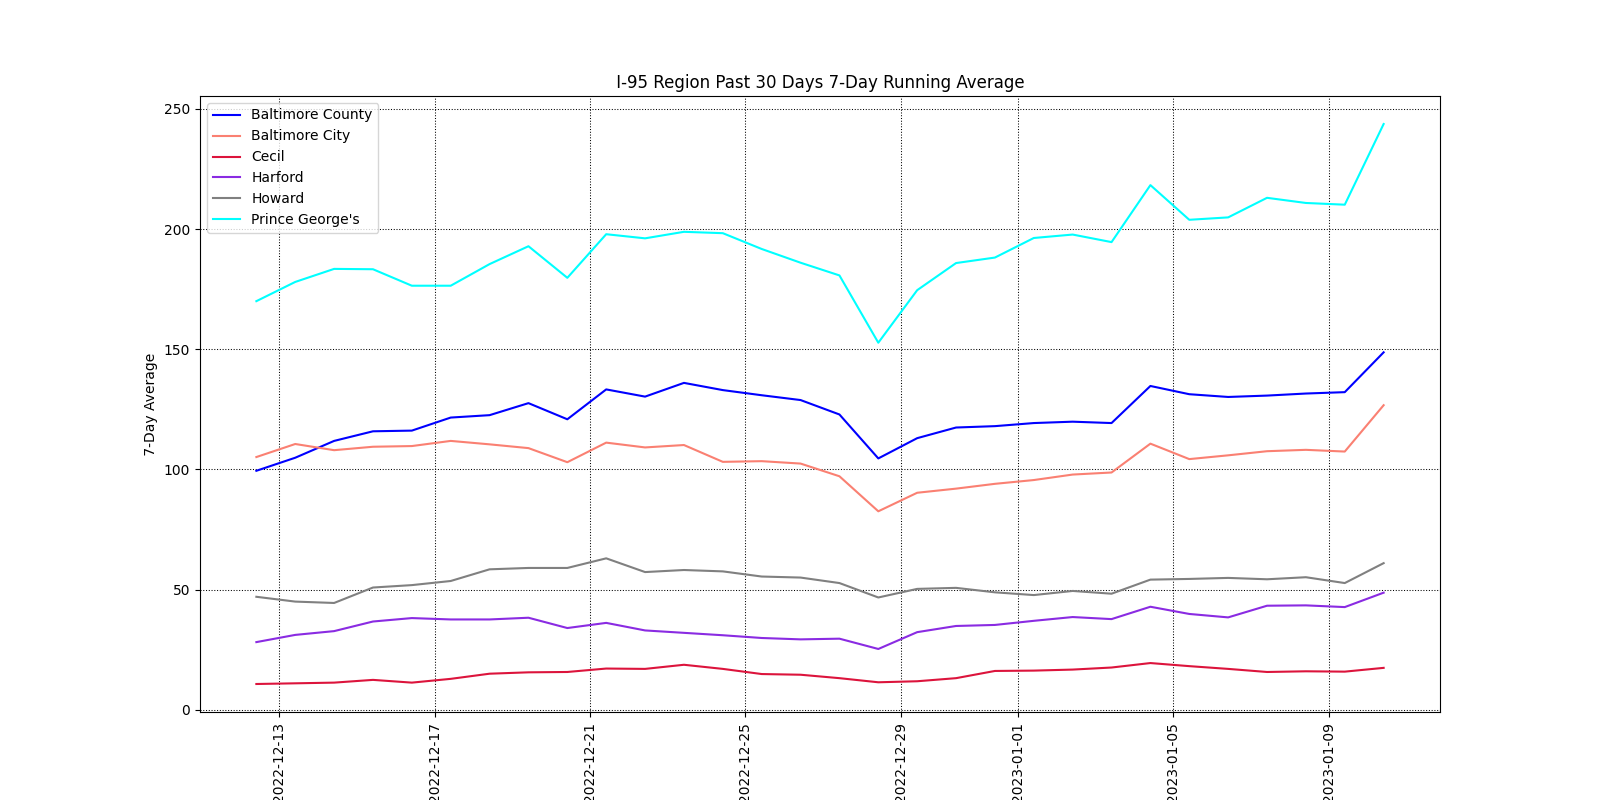 I-95 Region Past 30 Days 7-Day Running Average
250
200
150
100
50
0
7-Day Average
Baltimore County
Baltimore City
Cecil
Harford
Howard
Prince George's
2022-12-13
2022-12-17
2022-12-21
2022-12-25
2022-12-29
2023-01-01
2023-01-05
2023-01-09